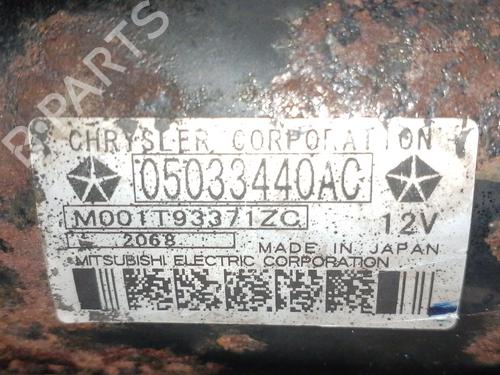 B-PARTS
CHRYSLER CORPORATION
05033440AC
M001T93371ZC 12V
2068 MADE IN JAPAN
MITSUBISHI ELECTRIC CORPORATION